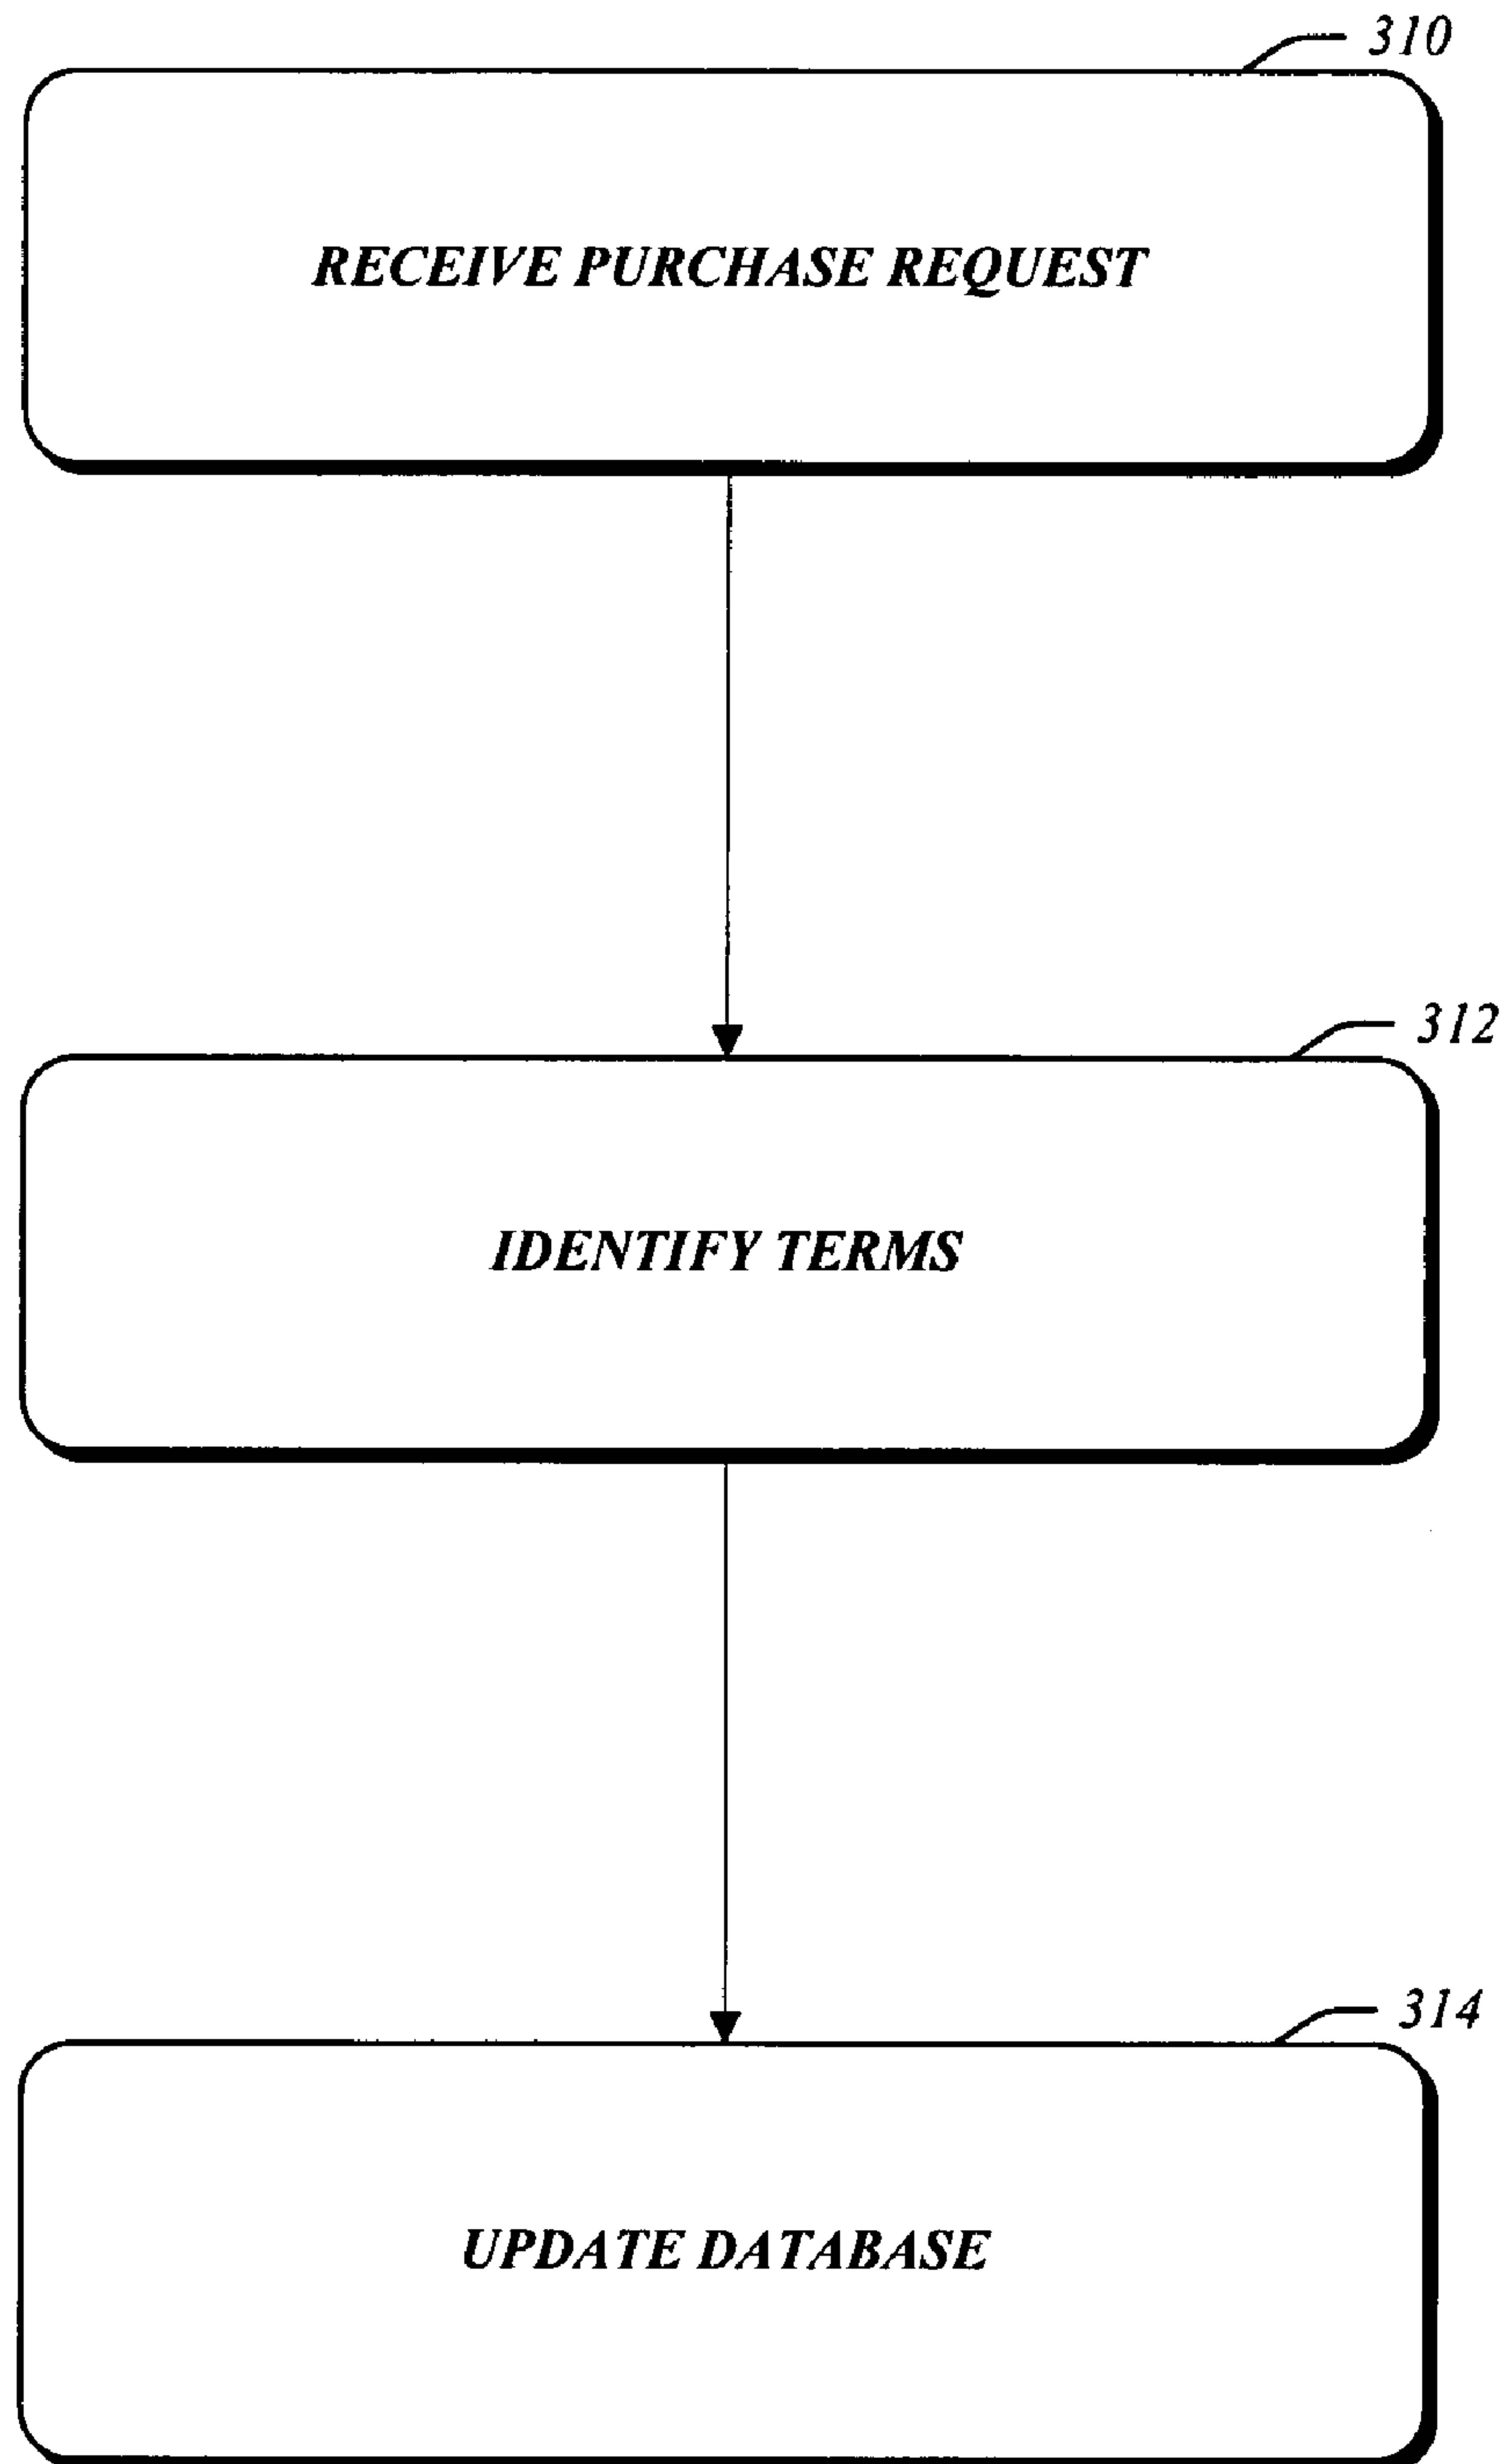 310
RECEIVE PURCHASE REQUEST
312
IDENTIFY TERMS
314
UPDATE DATABASE